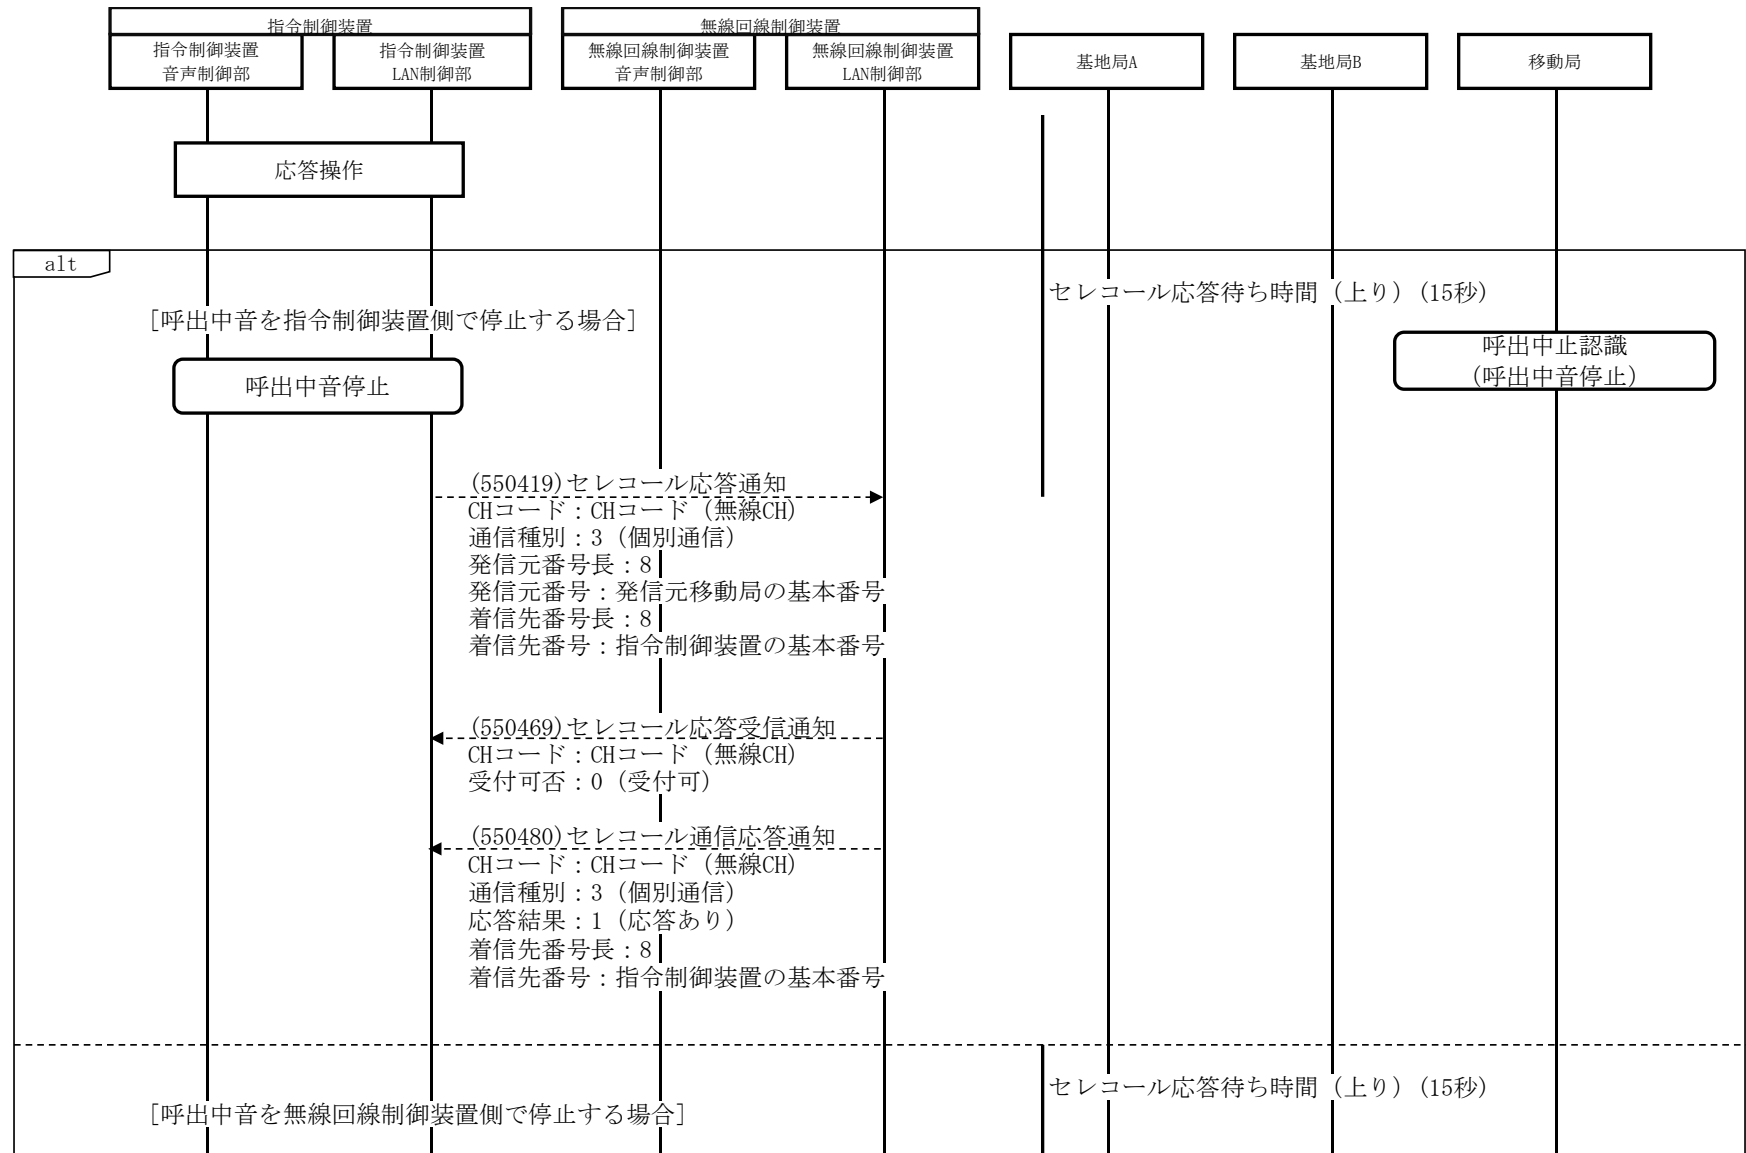 指令制御装置
無線回線制御装置
指令制御装置
音声制御部
指令制御装置
LAN制御部
無線回線制御装置
音声制御部
無線回線制御装置
LAN制御部
基地局A
基地局B
移動局
応答操作
alt
セレコール応答待ち時間（上り）（15秒）
［呼出中音を指令制御装置側で停止する場合］
呼出中止認識
（呼出中音停止）
呼出中音停止
(550419)セレコール応答通知
CHコード：CHコード（無線CH）
通信種別：3（個別通信）
発信元番号長：8
発信元番号：発信元移動局の基本番号
着信先番号長：8
着信先番号：指令制御装置の基本番号
(550469)セレコール応答受信通知
CHコード：CHコード（無線CH）
受付可否：0（受付可）
(550480)セレコール通信応答通知
CHコード：CHコード（無線CH）
通信種別：3（個別通信）
応答結果：1（応答あり）
着信先番号長：8
着信先番号：指令制御装置の基本番号
セレコール応答待ち時間（上り）（15秒）
［呼出中音を無線回線制御装置側で停止する場合］